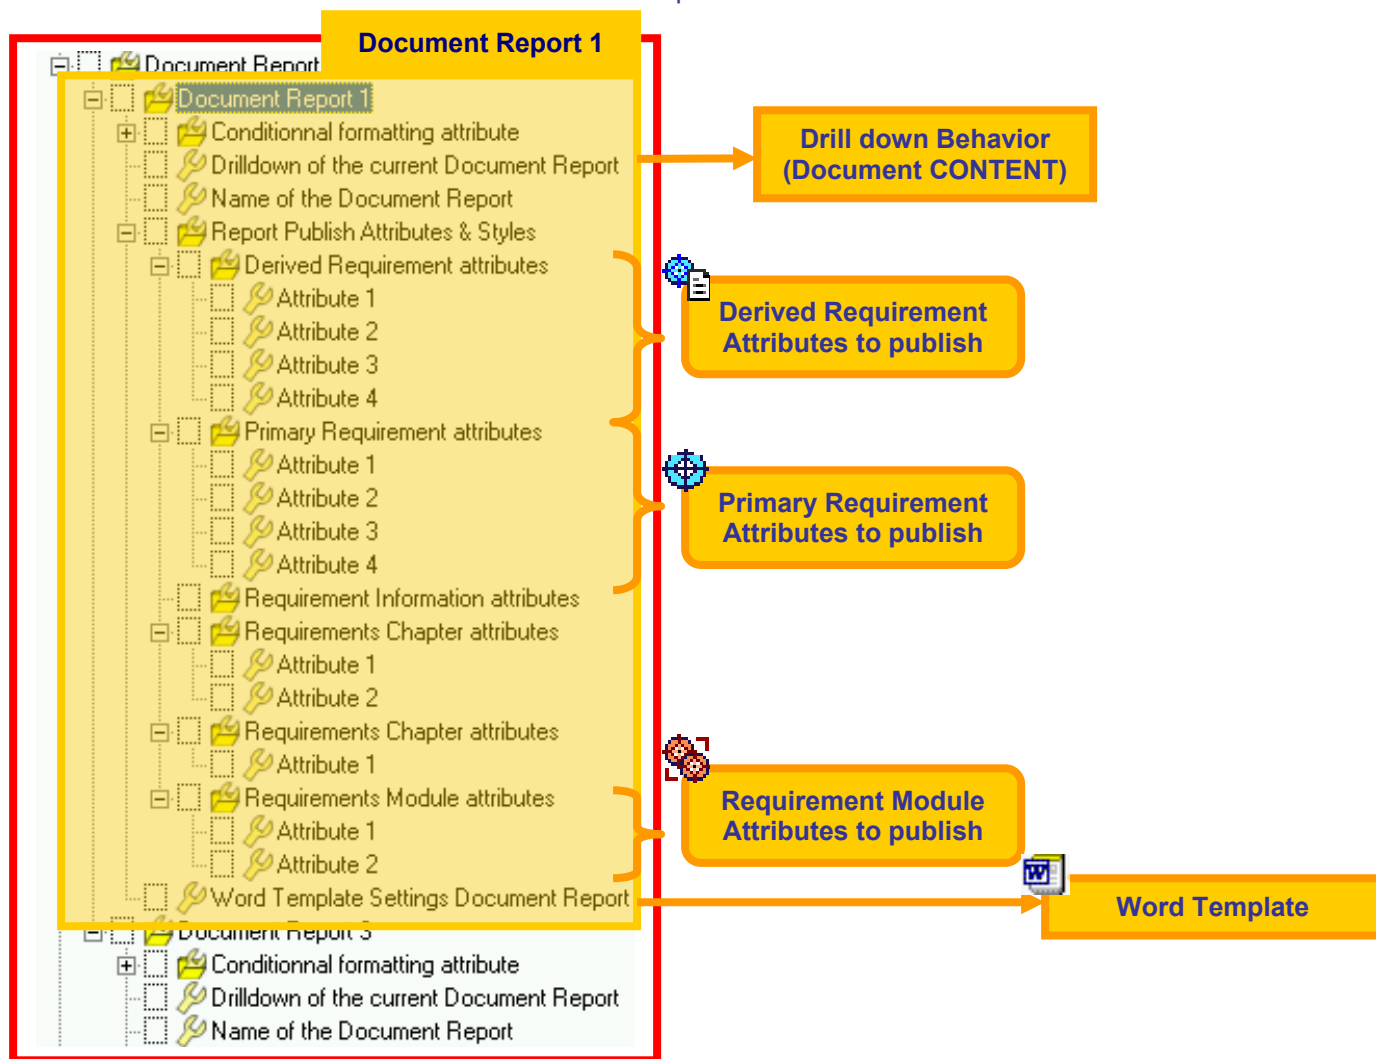 Document Report 1
Document Report
Document Report 1
Conditionnal formatting attribute
Drilldown of the current Document Report
Name of the Document Report
Report Publish Attributes & Styles
Derived Requirement attributes
Attribute 1
Attribute 2
Attribute 3
Attribute 4
Primary Requirement attributes
Attribute 1
Attribute 2
Attribute 3
Attribute 4
Requirement Information attributes
Requirements Chapter attributes
Attribute 1
Attribute 2
Requirements Chapter attributes
Attribute 1
Requirements Module attributes
Attribute 1
Attribute 2
Word Template Settings Document Report
Document Report 3
Conditionnal formatting attribute
Drilldown of the current Document Report
Name of the Document Report
Drill down Behavior
(Document CONTENT)
Derived Requirement
Attributes to publish
Primary Requirement
Attributes to publish
Requirement Module
Attributes to publish
W
Word Template